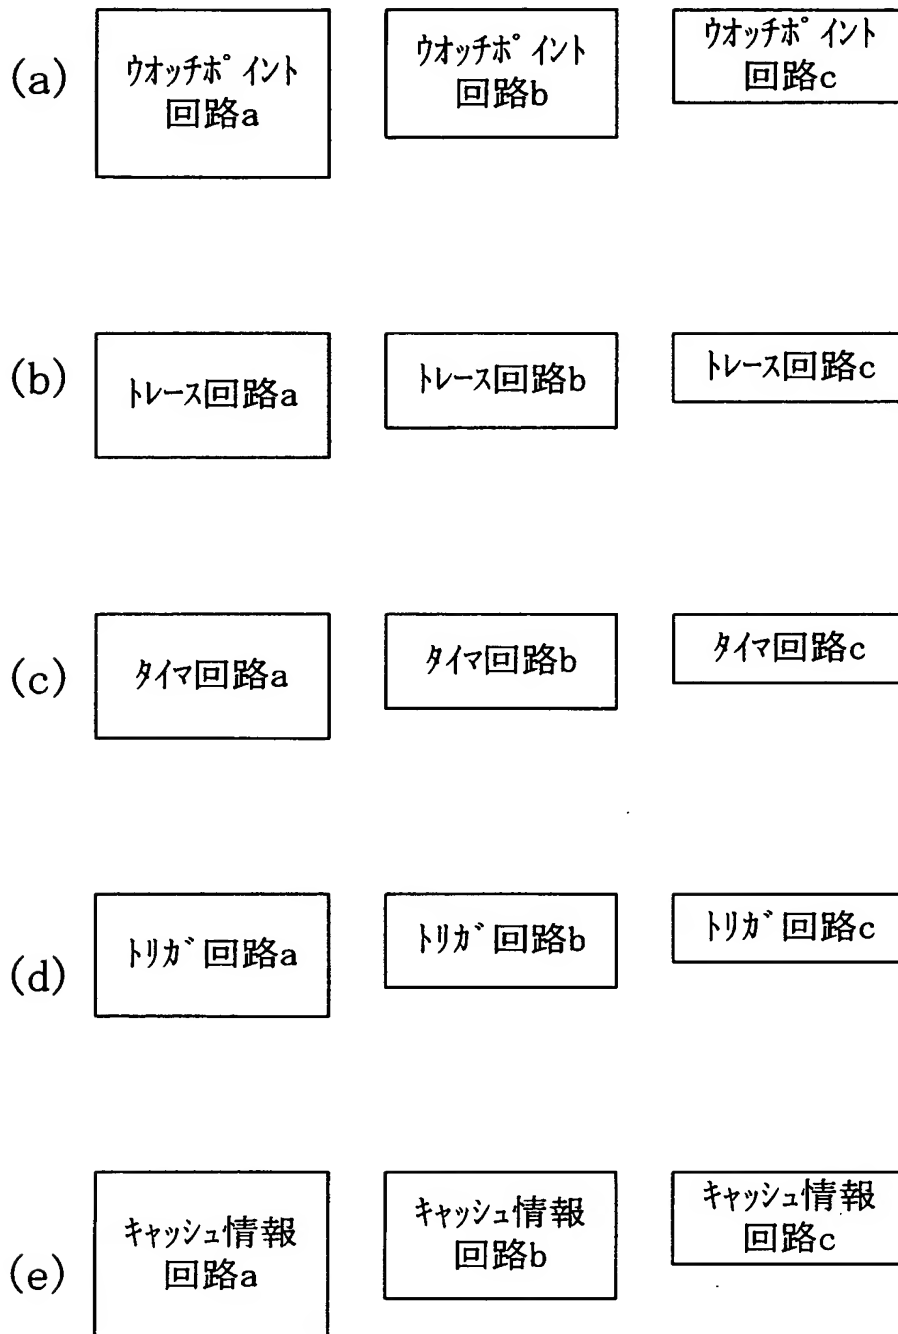 (a)
ｳｵｯﾁﾎﾟｲﾝﾄ
回路a
ｳｵｯﾁﾎﾟｲﾝﾄ
回路b
ｳｵｯﾁﾎﾟｲﾝﾄ
回路c
(b)
ﾄﾚｰｽ回路a
ﾄﾚｰｽ回路b
ﾄﾚｰｽ回路c
(c)
ﾀｲﾏ回路a
ﾀｲﾏ回路b
ﾀｲﾏ回路c
(d)
ﾄﾘｶﾞ回路a
ﾄﾘｶﾞ回路b
ﾄﾘｶﾞ回路c
(e)
ｷｬｯｼｭ情報
回路a
ｷｬｯｼｭ情報
回路b
ｷｬｯｼｭ情報
回路c